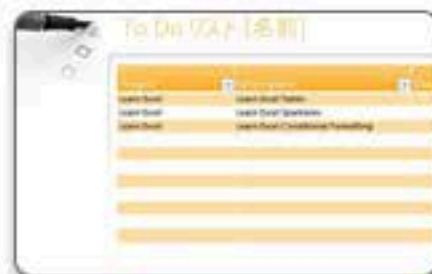 To Do リスト [名前]
Learn Excel Learn Excel Tables
Learn Excel Learn Excel Sparklines
Learn Excel Learn Excel Conditional Formatting